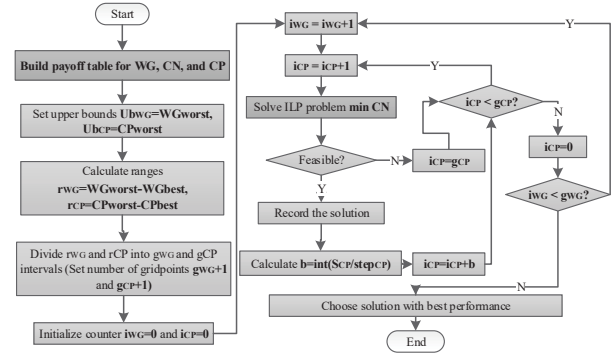 Start
Build payoff table for WG, CN, and CP
Set upper bounds UbWG=WGworst,
UbCP=CPworst
Calculate ranges
rWG=WGworst-WGbest,
rCP=CPworst-CPbest
Divide rWG and rCP into gWG and gCP
intervals (Set number of gridpoints gWG+1
and gCP+1)
Initialize counter iWG=0 and iCP=0
iWG = iWG+1
iCP = iCP+1
Solve ILP problem min CN
Feasible?
N
iCP=gCP
Y
Record the solution
Calculate b=int(SCP/stepCP)
iCP=iCP+b
iCP < gCP?
Y
N
iCP=0
iWG < gWG?
Y
N
Choose solution with best performance
End